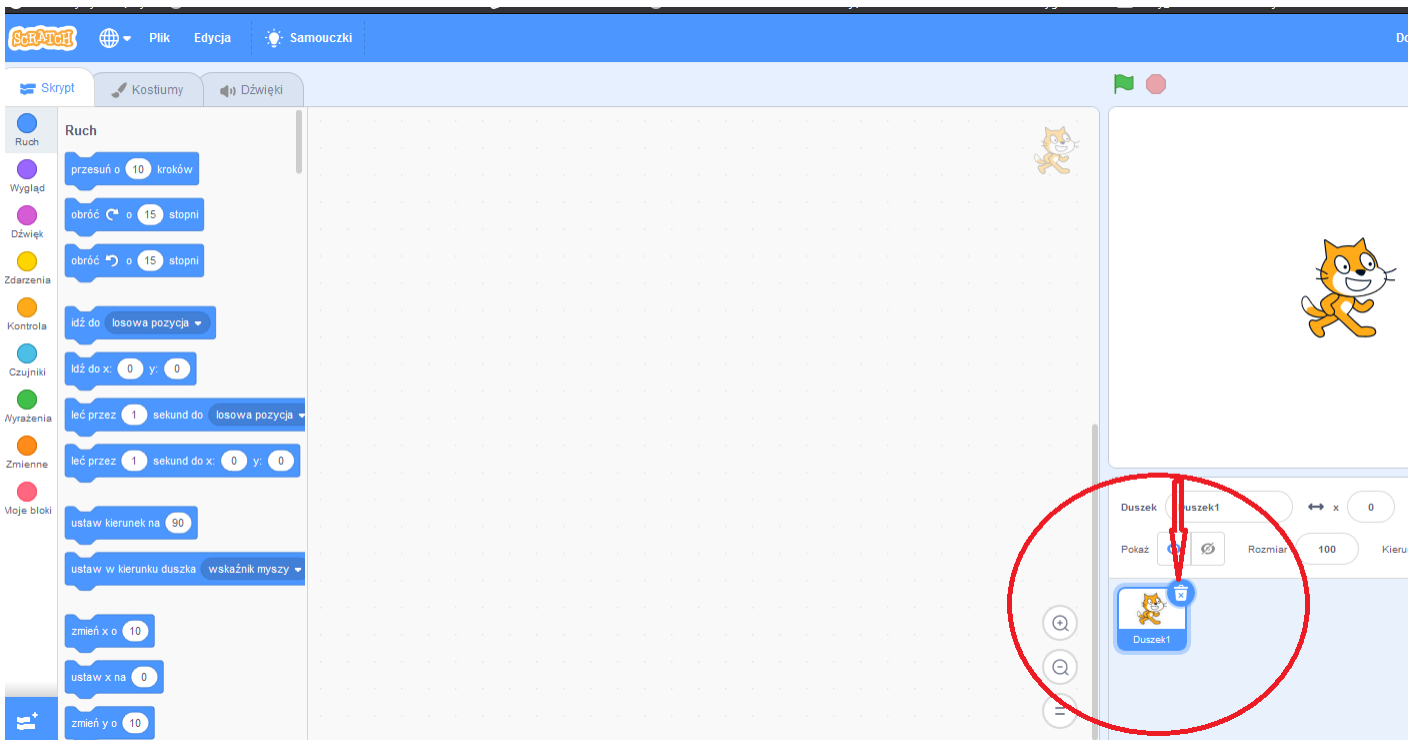 SCRATCH
Plik
Edycja
Samouczki
Do
Skrypt
Kostiumy
Dźwięki
Ruch
Wygląd
Dźwięk
Zdarzenia
Kontrola
Czujniki
Wyrażenia
Zmienne
Moje bloki
Ruch
przesuń o 10 kroków
obróć o 15 stopni
obróć o 15 stopni
idź do losowa pozycja
Idź do x: 0 y: 0
leć przez 1 sekund do losowa pozycja
leć przez 1 sekund do x: 0 y: 0
ustaw kierunek na 90
ustaw w kierunku duszka wskaźnik myszy
zmień x o 10
ustaw x na 0
zmień y o 10
Duszek Duszek1 x 0
Pokaż Rozmiar 100 Kieru
Duszek1